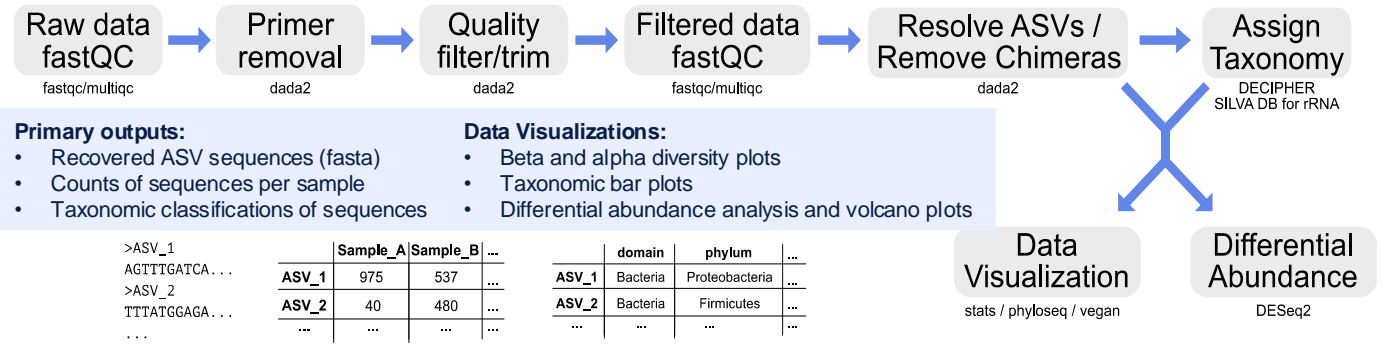 Raw data
fastQC
fastqc/multiqc
Primer
removal
dada2
Quality
filter/trim
dada2
Filtered data
fastQC
fastqc/multiqc
Resolve ASVs /
Remove Chimeras
dada2
Assign
Taxonomy
DECIPHER
SILVA DB for rRNA
Primary outputs:
• Recovered ASV sequences (fasta)
• Counts of sequences per sample
• Taxonomic classifications of sequences
Data Visualizations:
• Beta and alpha diversity plots
• Taxonomic bar plots
• Differential abundance analysis and volcano plots
>ASV_1
AGTTTGATCA...
>ASV_2
TTTATGGAGA...
...
Sample_A Sample_B ...
ASV_1 975 537 ...
ASV_2 40 480 ...
... ... ... ...
domain phylum ...
ASV_1 Bacteria Proteobacteria ...
ASV_2 Bacteria Firmicutes ...
... ... ... ...
Data
Visualization
stats / phyloseq / vegan
Differential
Abundance
DESeq2